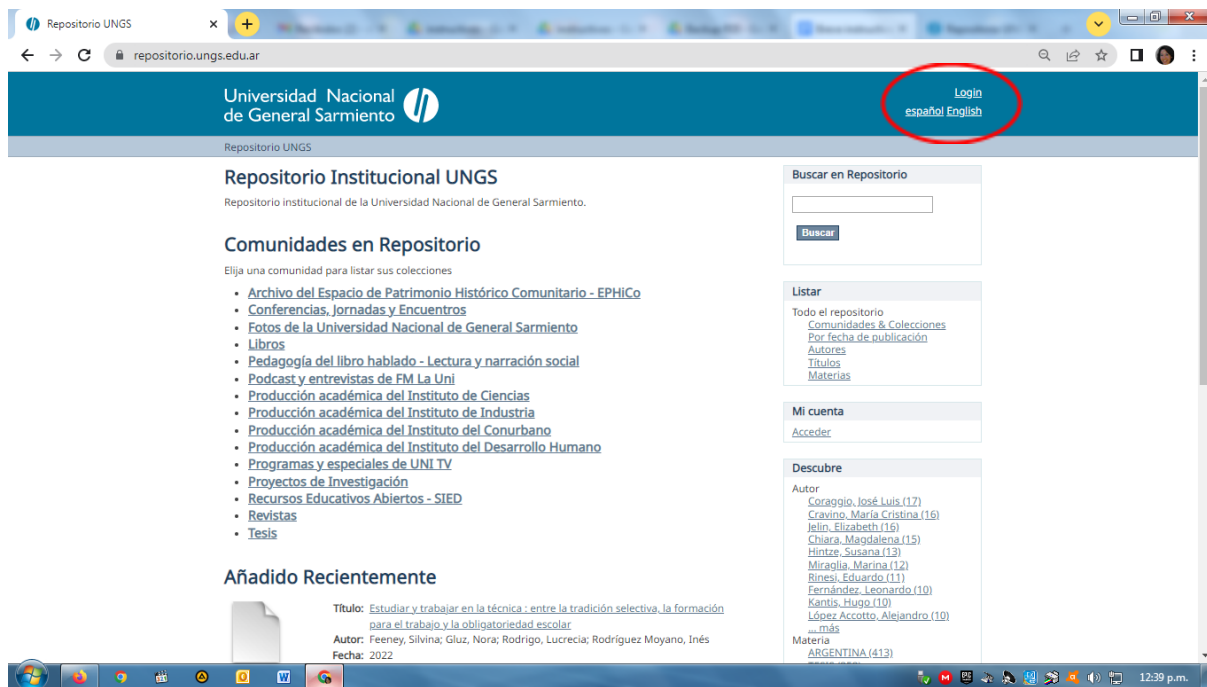 Repositorio UNGS
repositorio.ungs.edu.ar
Universidad Nacional
de General Sarmiento
Login
español English
Repositorio UNGS
Repositorio Institucional UNGS
Repositorio institucional de la Universidad Nacional de General Sarmiento.
Comunidades en Repositorio
Elija una comunidad para listar sus colecciones
Archivo del Espacio de Patrimonio Histórico Comunitario - EPHiCo
Conferencias, Jornadas y Encuentros
Fotos de la Universidad Nacional de General Sarmiento
Libros
Pedagogía del libro hablado - Lectura y narración social
Podcast y entrevistas de FM La Uni
Producción académica del Instituto de Ciencias
Producción académica del Instituto de Industria
Producción académica del Instituto del Conurbano
Producción académica del Instituto del Desarrollo Humano
Programas y especiales de UNI TV
Proyectos de Investigación
Recursos Educativos Abiertos - SIED
Revistas
Tesis
Añadido Recientemente
Título: Estudiar y trabajar en la técnica : entre la tradición selectiva, la formación
para el trabajo y la obligatoriedad escolar
Autor: Feeney, Silvina; Gluz, Nora; Rodrigo, Lucrecia; Rodríguez Moyano, Inés
Fecha: 2022
Buscar en Repositorio
Buscar
Listar
Todo el repositorio
Comunidades & Colecciones
Por fecha de publicación
Autores
Títulos
Materias
Mi cuenta
Acceder
Descubre
Autor
Coraggio, José Luis (17)
Cravino, María Cristina (16)
Jelin, Elizabeth (16)
Chiara, Magdalena (15)
Hintze, Susana (13)
Miraglia, Marina (12)
Rinesi, Eduardo (11)
Fernández, Leonardo (10)
Kantis, Hugo (10)
López Accotto, Alejandro (10)
... más
Materia
ARGENTINA (413)
12:39 p.m.